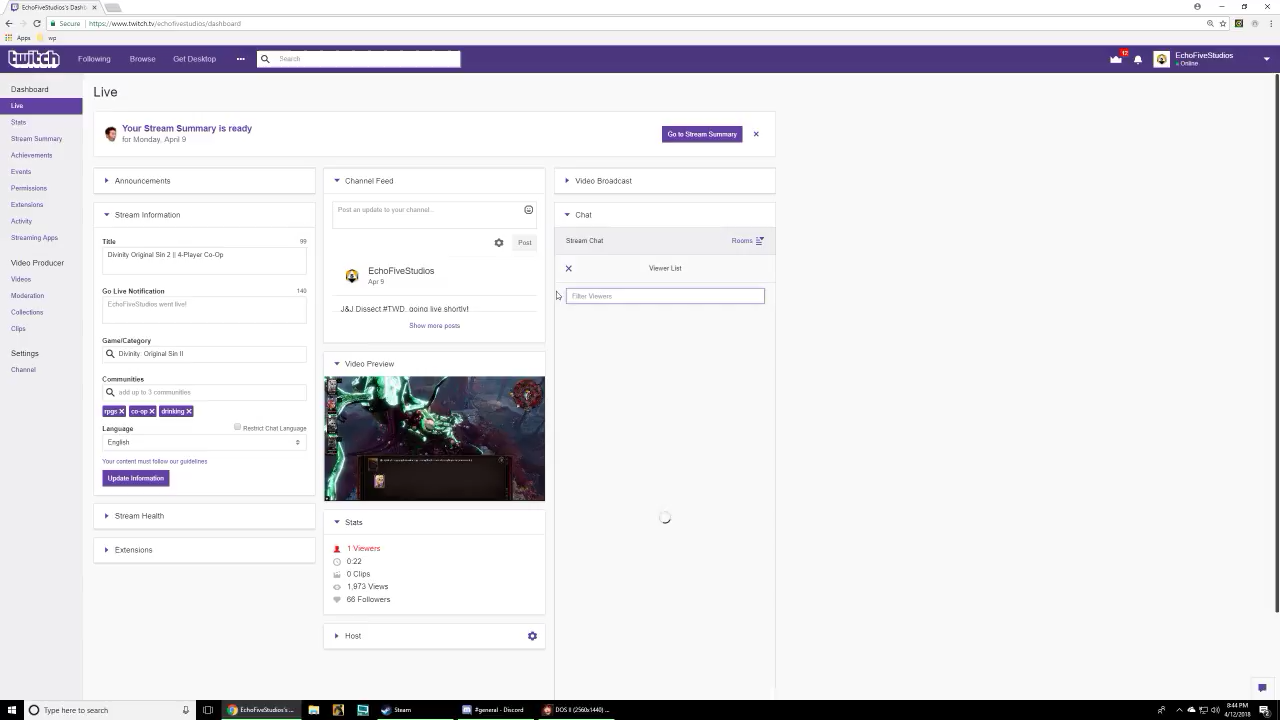 EchoFiveStudios's Dashb
Secure
https://www.twitch.tv/echofivestudios/dashboard
Apps
wp
twitch
Following
Browse
Get Desktop
Search
12
EchoFiveStudios
Online
Dashboard
Live
Stats
Stream Summary
Achievements
Events
Permissions
Extensions
Activity
Streaming Apps
Video Producer
Videos
Moderation
Collections
Clips
Settings
Channel
Live
Your Stream Summary is ready
for Monday, April 9
Go to Stream Summary
Announcements
Stream Information
Title
99
Divinity Original Sin 2 || 4-Player Co-Op
Go Live Notification
140
EchoFiveStudios went live!
Game/Category
Divinity Original Sin II
Communities
add up to 3 communities
rpgs
co-op
drinking
Language
Restrict Chat Language
English
Your content must follow our guidelines
Update Information
Stream Health
Extensions
Channel Feed
Post an update to your channel...
Post
EchoFiveStudios
Apr 9
J&J Dissect #TWD, going live shortly!
Show more posts
Video Preview
Stats
1 Viewers
0:22
0 Clips
1,973 Views
66 Followers
Host
Video Broadcast
Chat
Stream Chat
Rooms
Viewer List
Filter Viewers
Type here to search
EchoFiveStudios's ...
Steam
#general - Discord
DOS II (2560x1440) ...
8:44 PM
4/12/2018